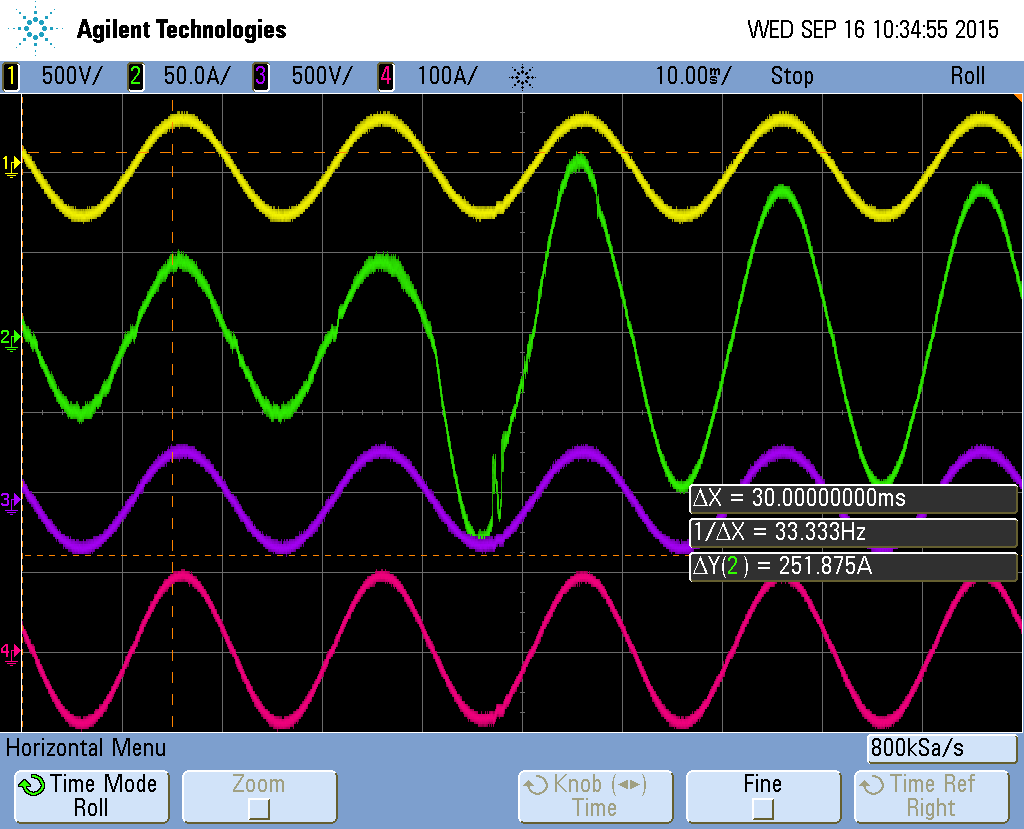 Agilent Technologies WED SEP 16 10:34:55 2015
1 500V/ 2 50.0A/ 3 500V/ 4 100A/ 10.00ms/ Stop Roll
1
2
3
ΔX = 30.00000000ms
1/ΔX = 33.333Hz
ΔY(2) = 251.875A
4
Horizontal Menu 800kSa/s
Time Mode Zoom Knob (◄►) Fine Time Ref
Roll Time Right